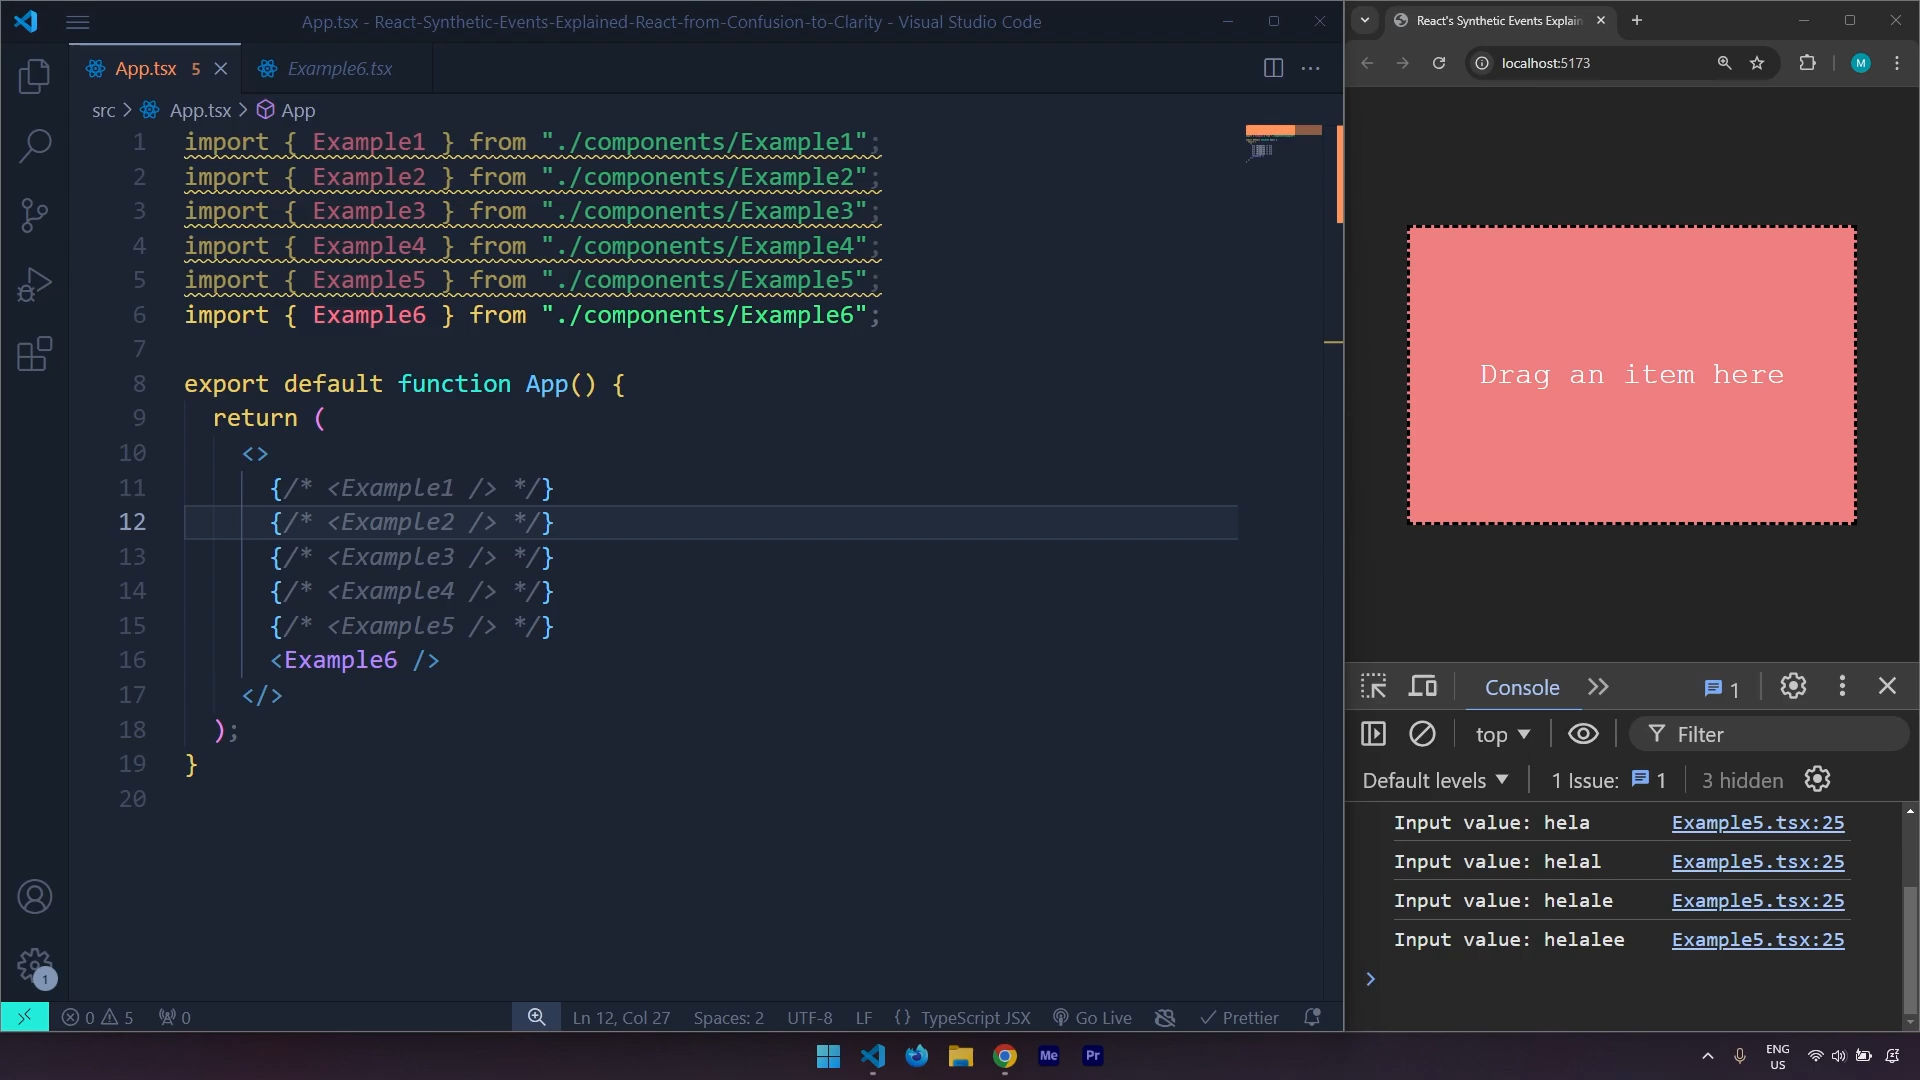 App.tsx - React-Synthetic-Events-Explained-React-from-Confusion-to-Clarity - Visual Studio Code
App.tsx 5
Example6.tsx
src > App.tsx > App
1 import { Example1 } from "./components/Example1";
2 import { Example2 } from "./components/Example2";
3 import { Example3 } from "./components/Example3";
4 import { Example4 } from "./components/Example4";
5 import { Example5 } from "./components/Example5";
6 import { Example6 } from "./components/Example6";
7
8 export default function App() {
9 return (
10 <>
11 {/* <Example1 /> */}
12 {/* <Example2 /> */}
13 {/* <Example3 /> */}
14 {/* <Example4 /> */}
15 {/* <Example5 /> */}
16 <Example6 />
17 </>
18 );
19 }
20
1
0 5 0 Ln 12, Col 27 Spaces: 2 UTF-8 LF {} TypeScript JSX Go Live Prettier
React's Synthetic Events Explain
localhost:5173
M
Drag an item here
Console 1
top Filter
Default levels 1 Issue: 1 3 hidden
Input value: hela Example5.tsx:25
Input value: helal Example5.tsx:25
Input value: helale Example5.tsx:25
Input value: helalee Example5.tsx:25
Me Pr
ENG
US